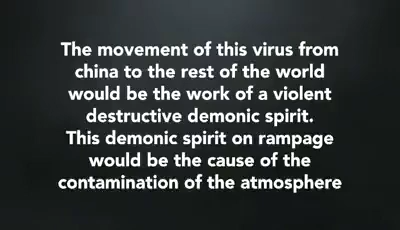 The movement of this virus from
china to the rest of the world
would be the work of a violent
destructive demonic spirit.
This demonic spirit on rampage
would be the cause of the
contamination of the atmosphere